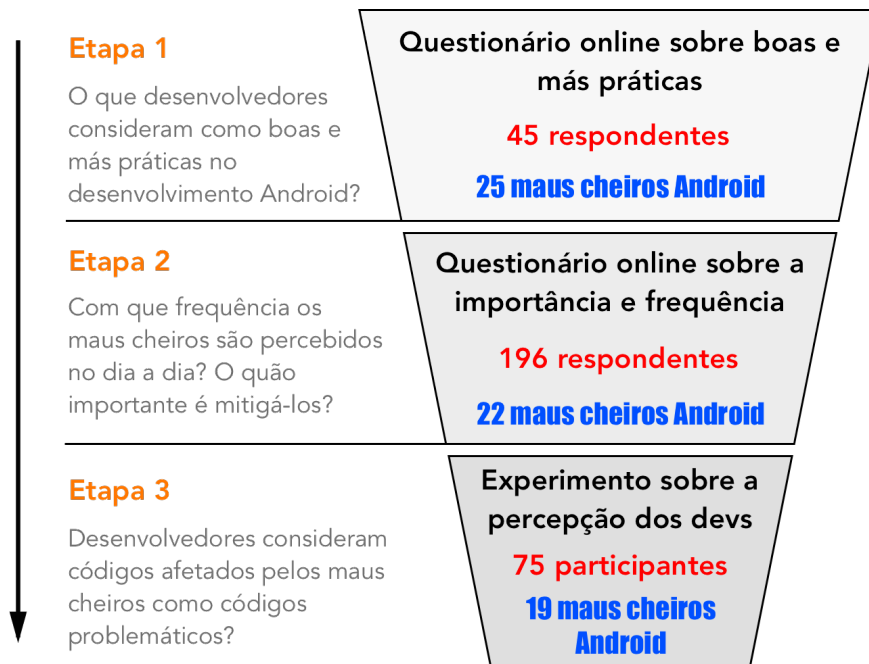 Etapa 1
O que desenvolvedores
consideram como boas e
más práticas no
desenvolvimento Android?
Questionário online sobre boas e
más práticas
45 respondentes
25 maus cheiros Android
Etapa 2
Com que frequência os
maus cheiros são percebidos
no dia a dia? O quão
importante é mitigá-los?
Questionário online sobre a
importância e frequência
196 respondentes
22 maus cheiros Android
Etapa 3
Desenvolvedores consideram
códigos afetados pelos maus
cheiros como códigos
problemáticos?
Experimento sobre a
percepção dos devs
75 participantes
19 maus cheiros
Android